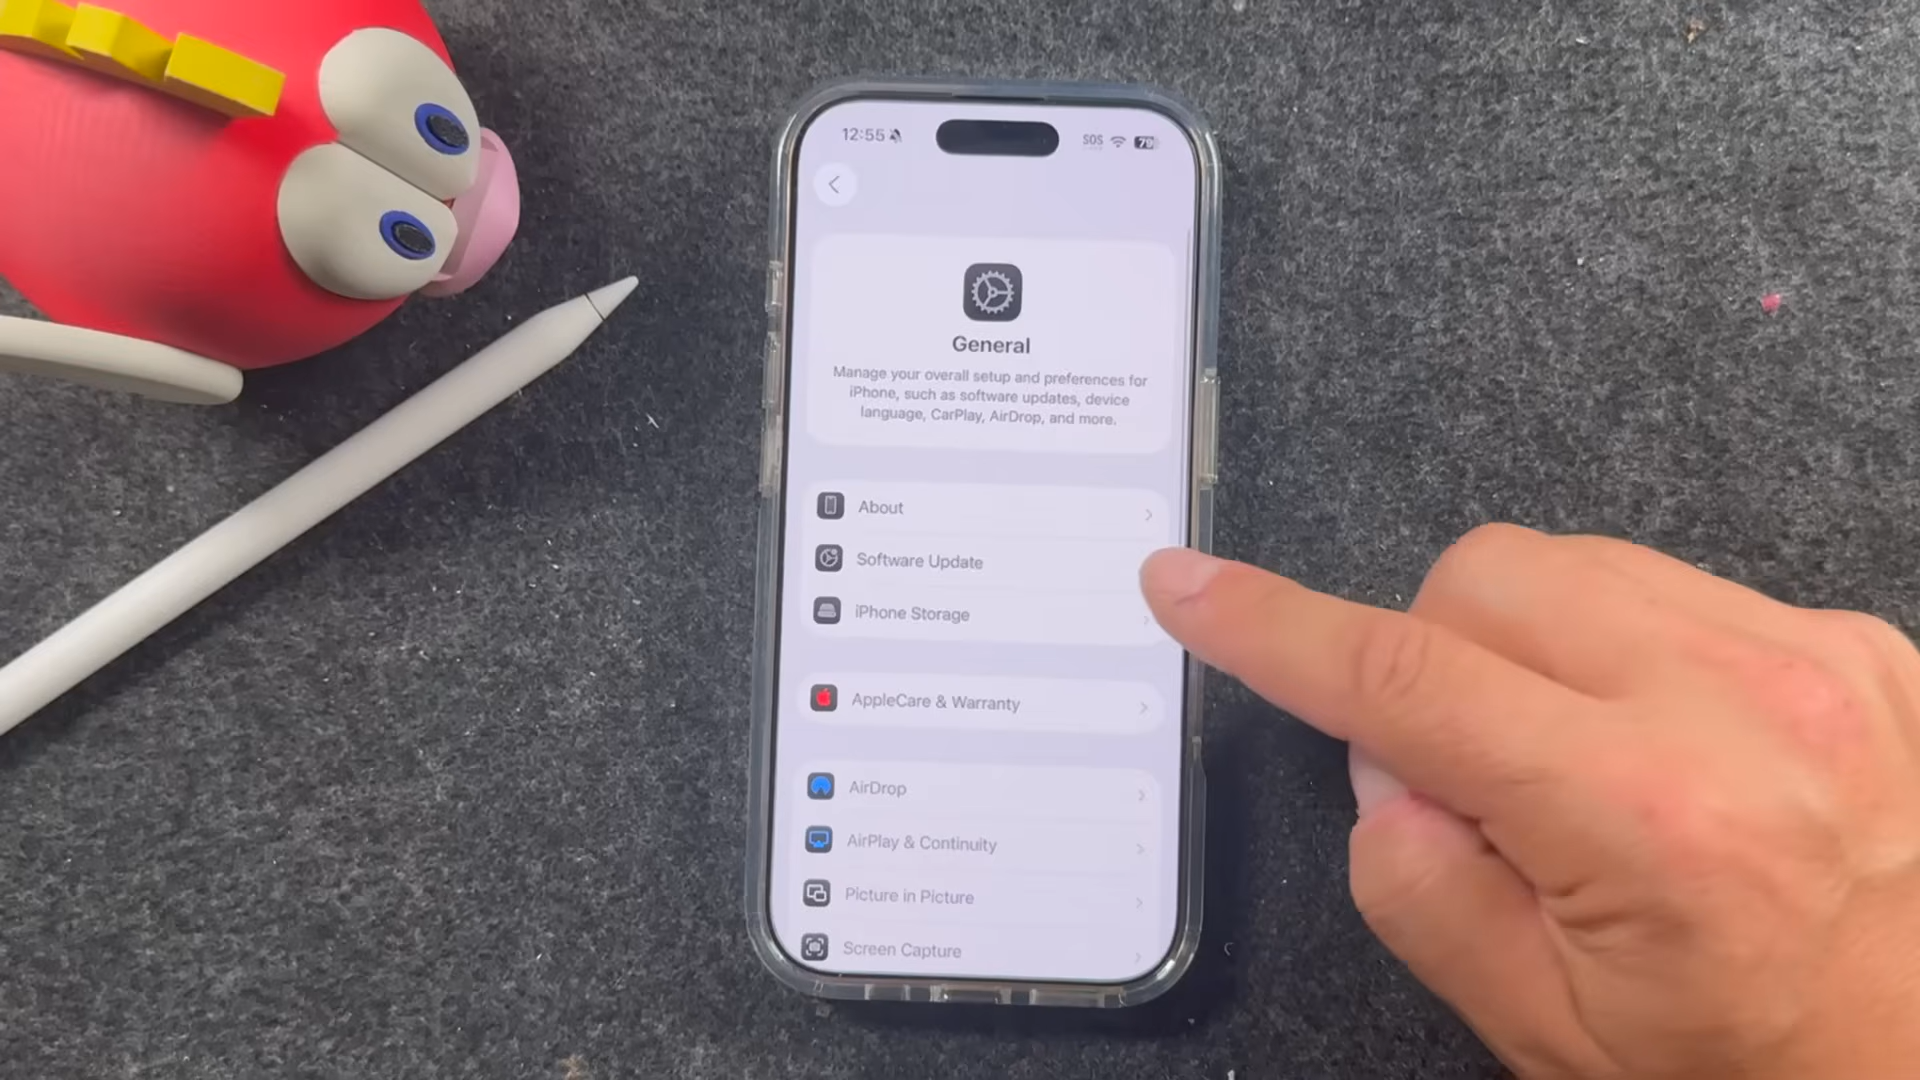 12:55
SOS
79
General
Manage your overall setup and preferences for
iPhone, such as software updates, device
language, CarPlay, AirDrop, and more.
About
Software Update
iPhone Storage
AppleCare & Warranty
AirDrop
AirPlay & Continuity
Picture in Picture
Screen Capture